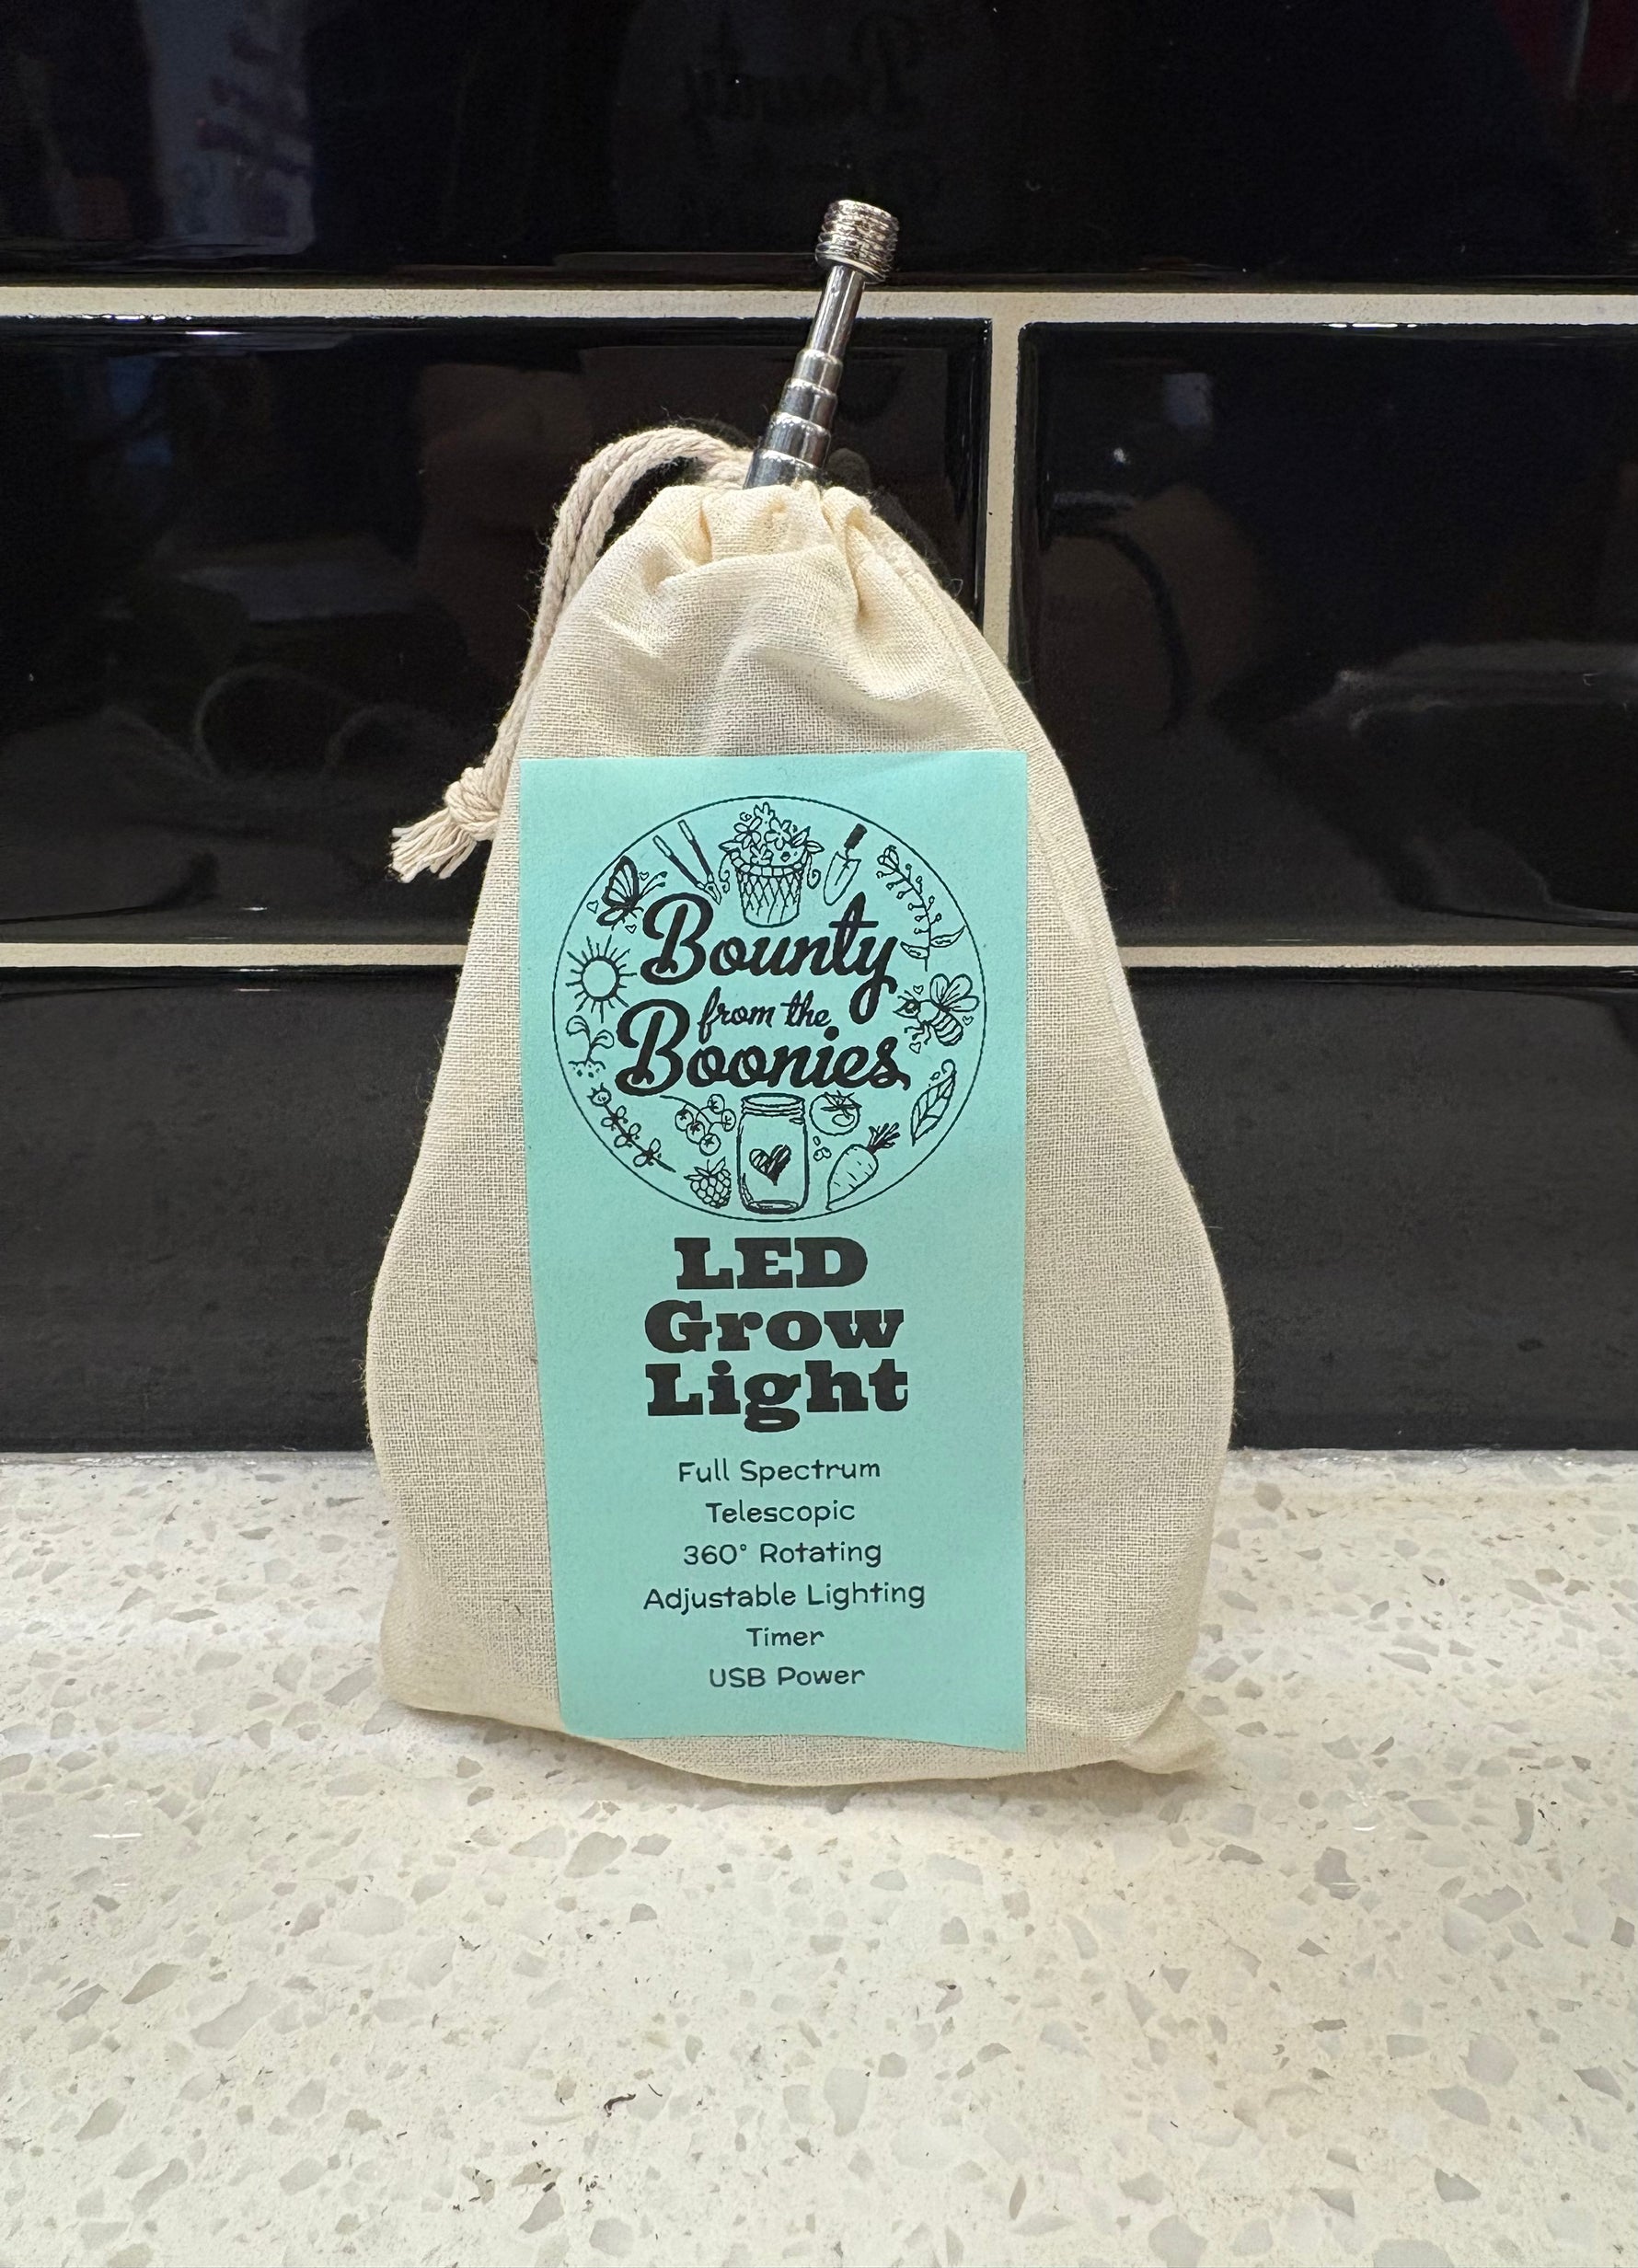 Bounty
from the
Boonies
LED
Grow
Light
Full Spectrum
Telescopic
360° Rotating
Adjustable Lighting
Timer
USB Power